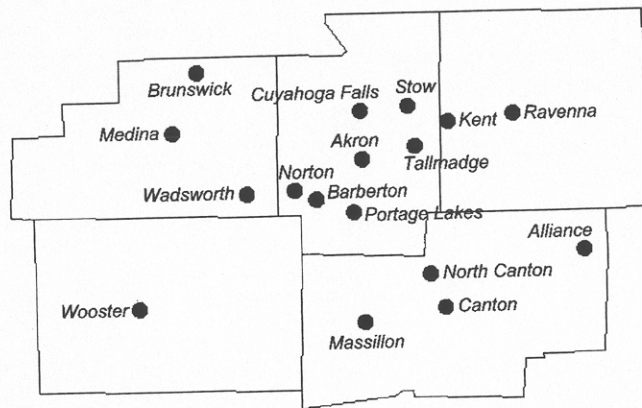 Brunswick
Cuyahoga Falls
Stow
Kent
Ravenna
Medina
Akron
Tallmadge
Norton
Wadsworth
Barberton
Portage Lakes
Alliance
North Canton
Wooster
Canton
Massillon